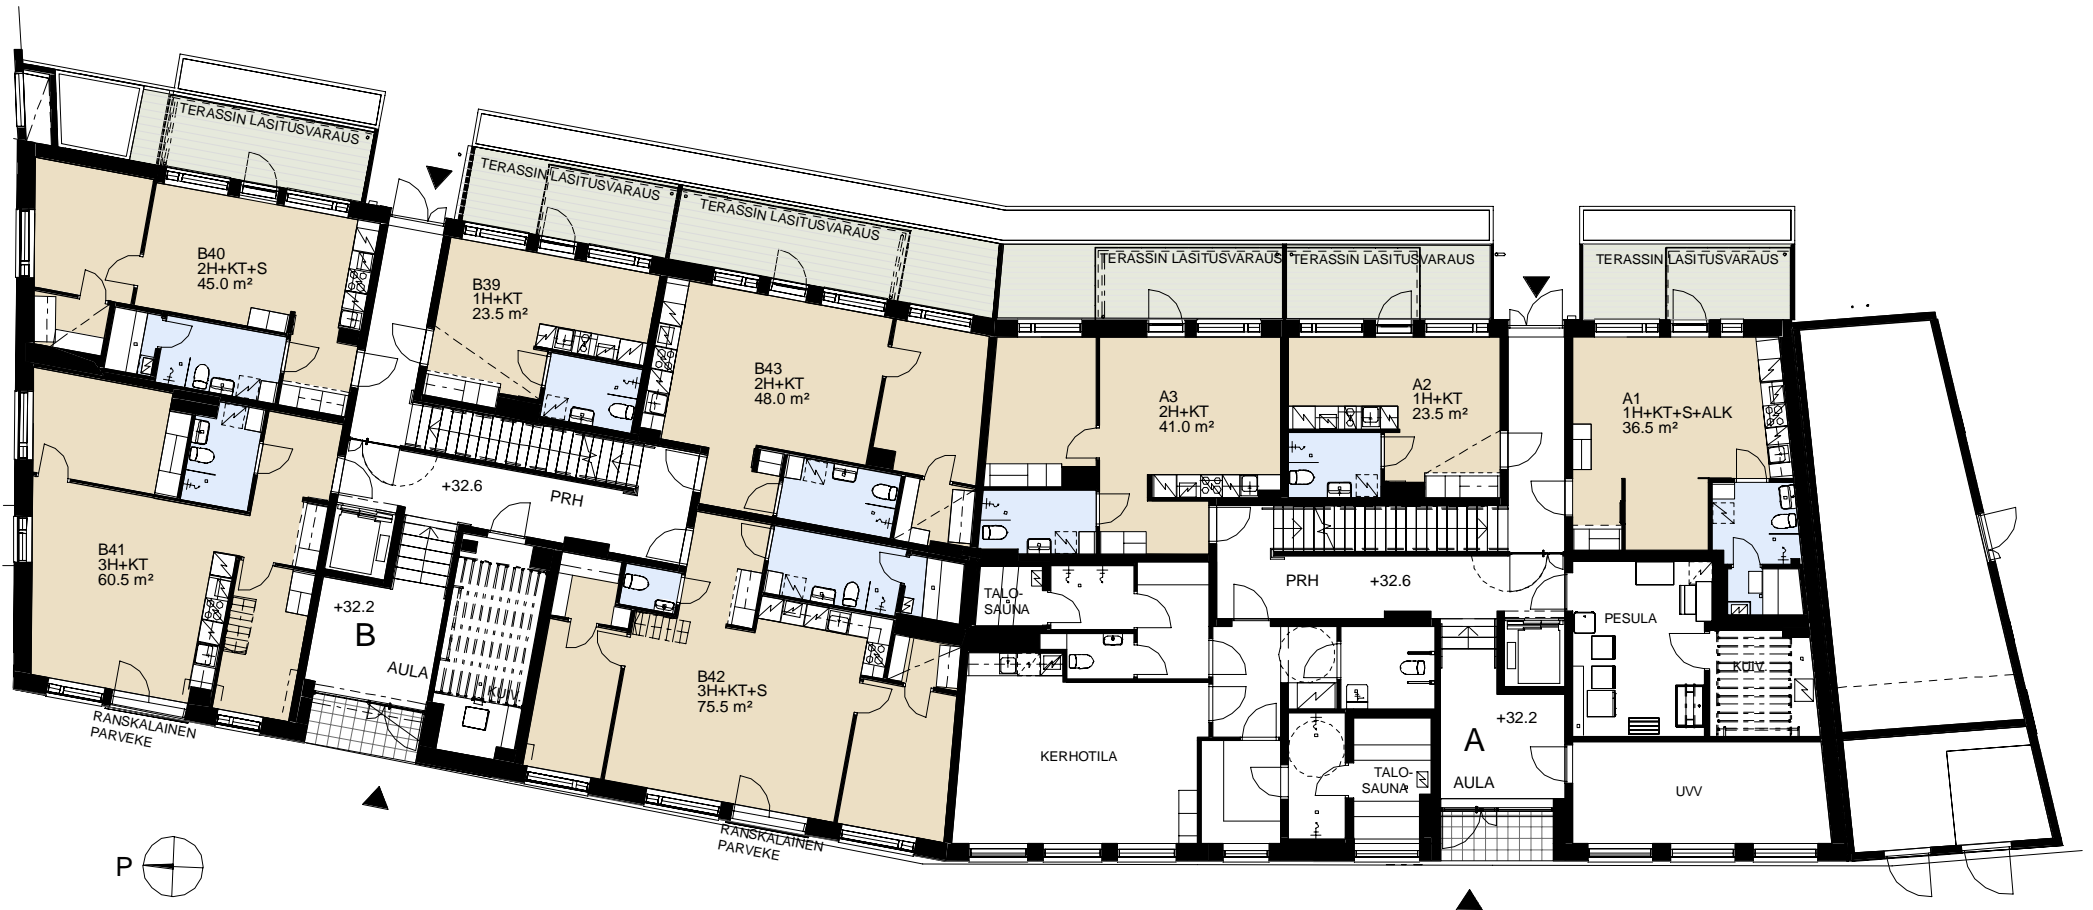 TERASSIN LASITUSVARAUS
TERASSIN LASITUSVARAUS
TERASSIN LASITUSVARAUS
TERASSIN LASITUSVARAUS
TERASSIN LASITUSVARAUS
TERASSIN LASITUSVARAUS
B40
2H+KT+S
45.0 m²
B39
1H+KT
23.5 m²
B43
2H+KT
48.0 m²
A3
2H+KT
41.0 m²
A2
1H+KT
23.5 m²
A1
1H+KT+S+ALK
36.5 m²
+32.6
PRH
B41
3H+KT
60.5 m²
+32.2
B
AULA
KUIV
B42
3H+KT+S
75.5 m²
RANSKALAINEN
PARVEKE
RANSKALAINEN
PARVEKE
TALO-
SAUNA
PRH
+32.6
PESULA
KUIV
KERHOTILA
TALO-
SAUNA
+32.2
A
AULA
UVV
P